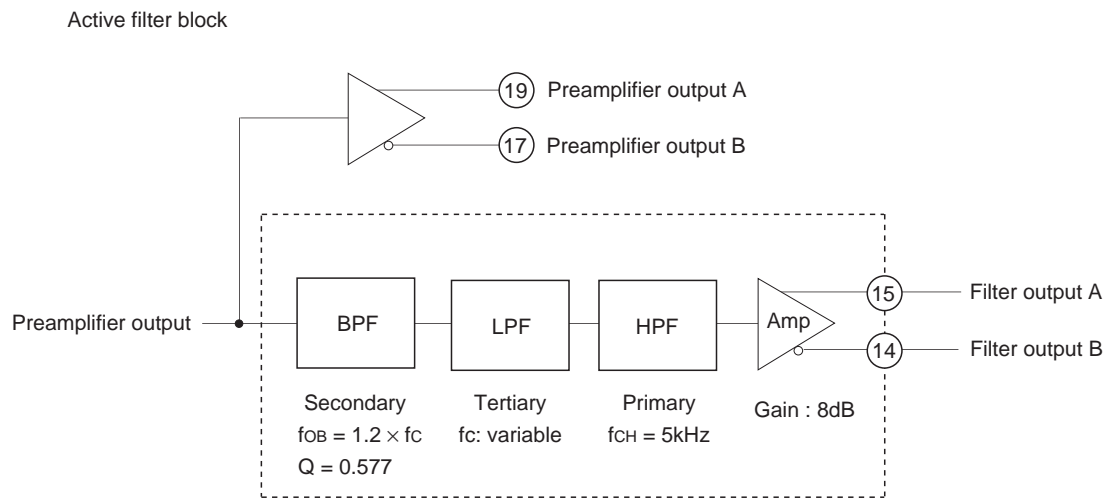 Active filter block
19 Preamplifier output A
17 Preamplifier output B
Preamplifier output
BPF
LPF
HPF
Amp
15 Filter output A
14 Filter output B
Secondary
fOB = 1.2 × fC
Q = 0.577
Tertiary
fC: variable
Primary
fCH = 5kHz
Gain : 8dB